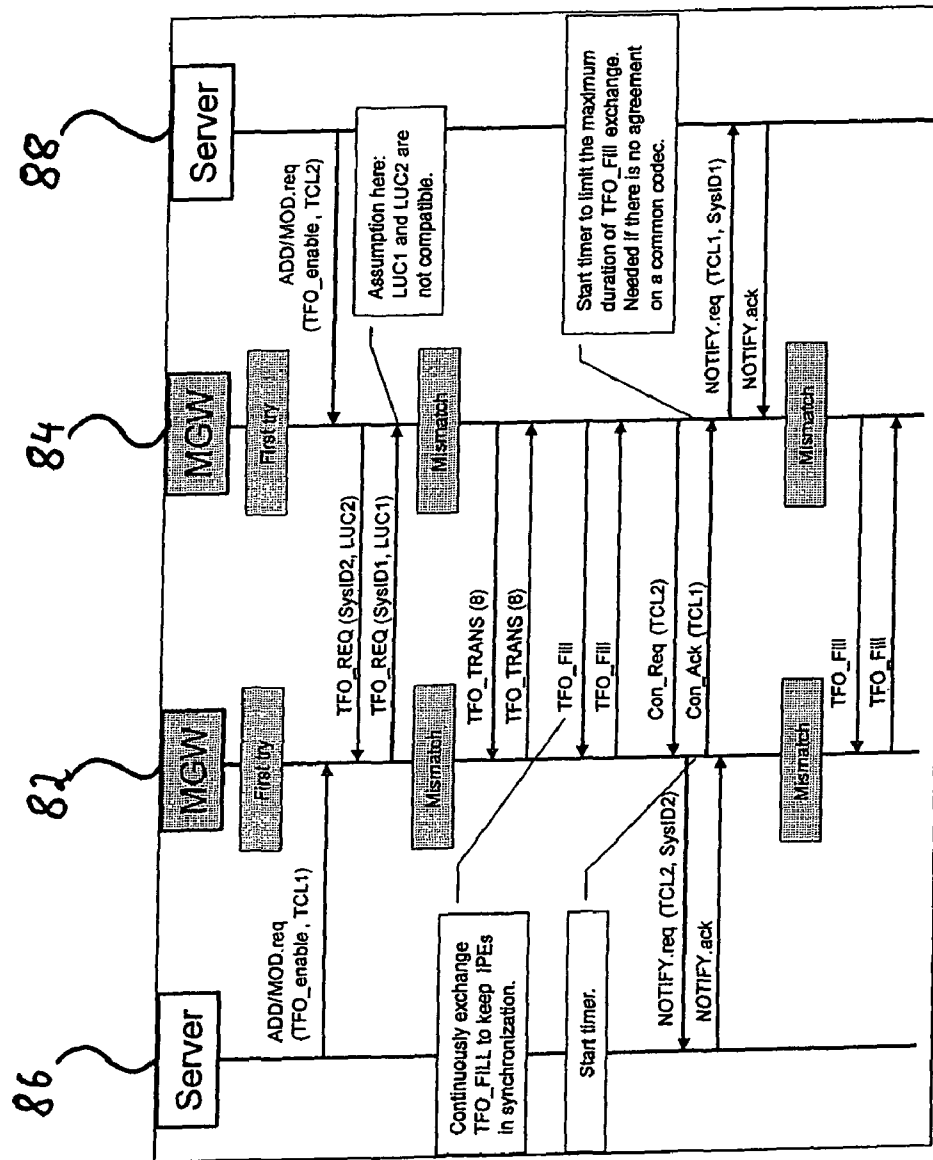 86
82
84
88
Server
MGW
MGW
Server
First try
First try
ADD/MOD.req
(TFO_enable , TCL1)
ADD/MOD.req
(TFO_enable , TCL2)
TFO_REQ (SysID2, LUC2)
TFO_REQ (SysID1, LUC1)
Assumption here:
LUC1 and LUC2 are
not compatible.
Mismatch
Mismatch
TFO_TRANS (8)
TFO_TRANS (8)
Continuously exchange
TFO_FILL to keep IPEs
in synchronization.
TFO_Fill
TFO_Fill
Start timer.
Con_Req (TCL2)
Con_Ack (TCL1)
Start timer to limit the maximum
duration of TFO_Fill exchange.
Needed if there is no agreement
on a common codec.
NOTIFY.req (TCL2, SysID2)
NOTIFY.ack
NOTIFY.req (TCL1, SysID1)
NOTIFY.ack
Mismatch
Mismatch
TFO_Fill
TFO_Fill